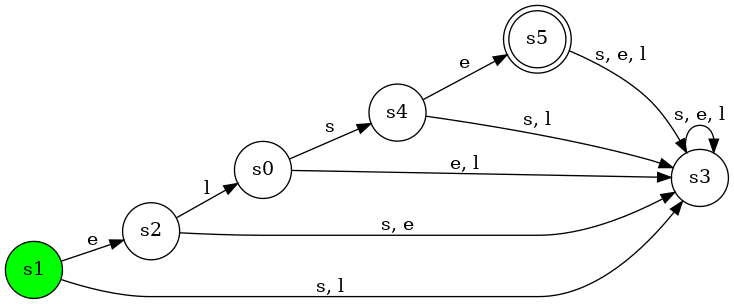 s5
s, e, l
e
s, e, l
s4
s
s, l
s0
e, l
s3
l
s2
s, e
e
s1
s, l